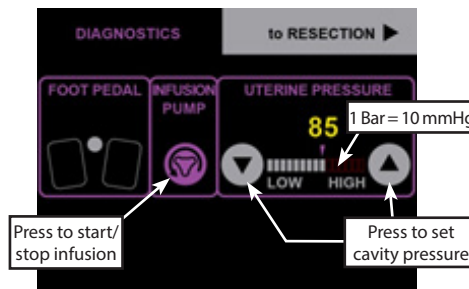 DIAGNOSTICS
to RESECTION ▶
FOOT PEDAL
INFUSION
PUMP
UTERINE PRESSURE
85
1 Bar = 10 mmHg
LOW
HIGH
Press to start/
stop infusion
Press to set
cavity pressure